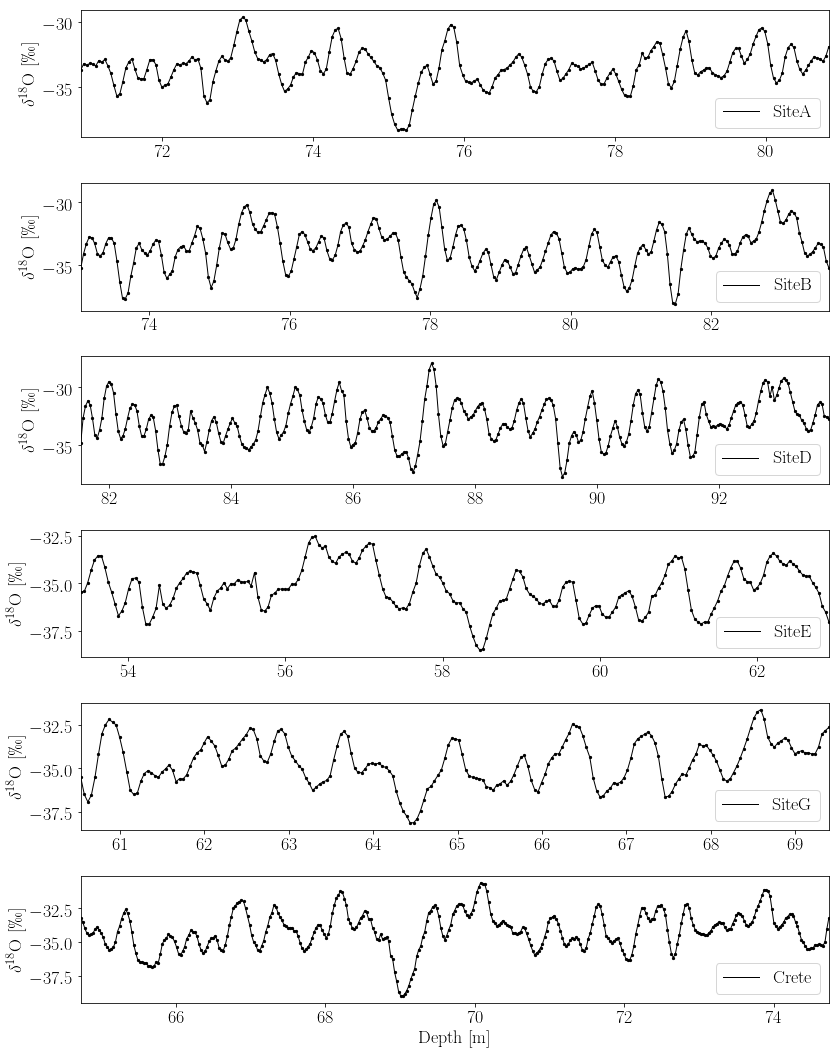 −30
−35
δ¹⁸O [‰]
SiteA
72 74 76 78 80
−30
−35
δ¹⁸O [‰]
SiteB
74 76 78 80 82
−30
−35
δ¹⁸O [‰]
SiteD
82 84 86 88 90 92
−32.5
−35.0
−37.5
δ¹⁸O [‰]
SiteE
54 56 58 60 62
−32.5
−35.0
−37.5
δ¹⁸O [‰]
SiteG
61 62 63 64 65 66 67 68 69
−32.5
−35.0
−37.5
δ¹⁸O [‰]
Crete
66 68 70 72 74
Depth [m]